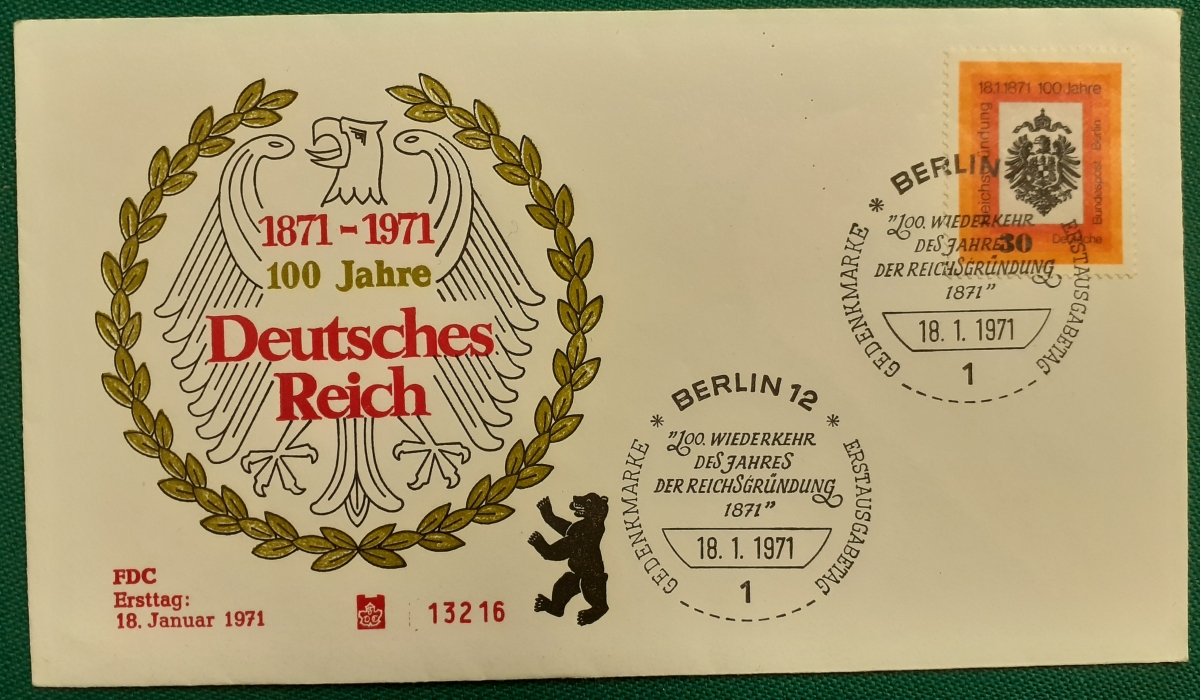 1871-1971
100 Jahre
Deutsches
Reich
FDC
Ersttag:
18. Januar 1971
13216
18.1.1871 100 Jahre
Reichsgründung
Deutsche Bundespost Berlin
30
BERLIN 12
"100. WIEDERKEHR
DES JAHRES
DER REICHSGRÜNDUNG
1871"
18. 1. 1971
1
GEDENKMARKE
ERSTAUSGABETAG
BERLIN
"100. WIEDERKEHR
DES JAHRES
DER REICHSGRÜNDUNG
1871"
18. 1. 1971
1
GEDENKMARKE
ERSTAUSGABETAG